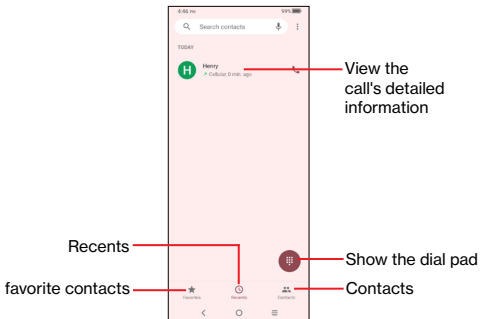 4:46 PM 99%
Search contacts
TODAY
H
Henry
Cellular, 0 min. ago
View the
call's detailed
information
Recents
Show the dial pad
favorite contacts
Contacts
Favorites Recents Contacts